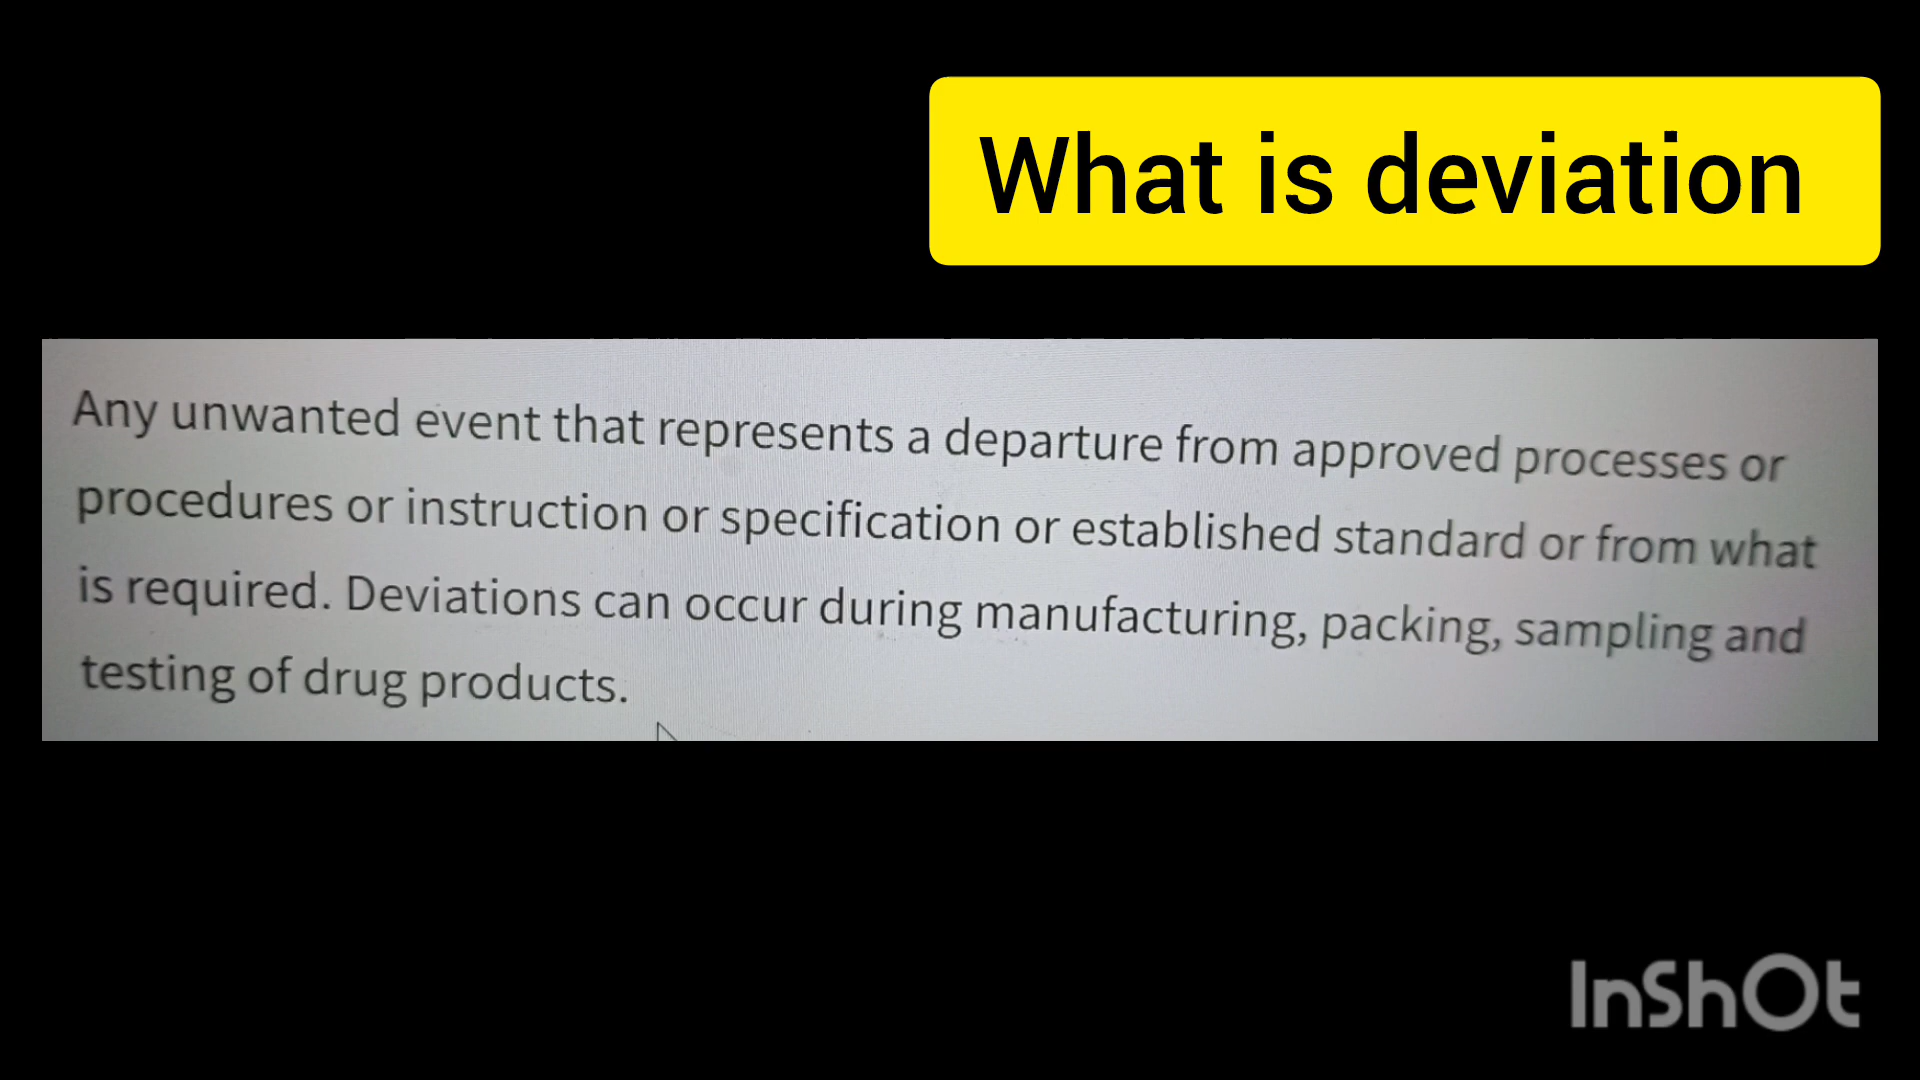 What is deviation
Any unwanted event that represents a departure from approved processes or
procedures or instruction or specification or established standard or from what
is required. Deviations can occur during manufacturing, packing, sampling and
testing of drug products.
InShOt